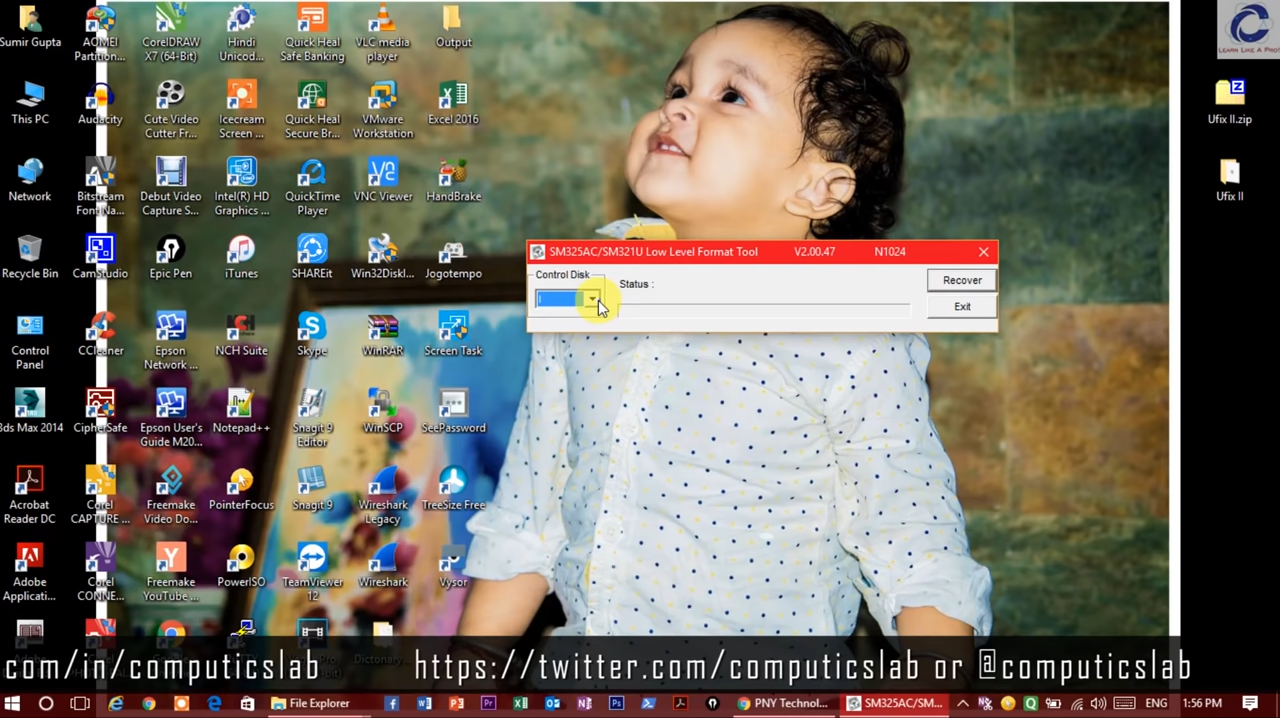 Sumir Gupta
AOMEI
Partition...
CorelDRAW
X7 (64-Bit)
Hindi
Unicod...
Quick Heal
Safe Banking
VLC media
player
Output
LEARN LIKE A PRO
This PC
Audacity
Cute Video
Cutter Fr...
Icecream
Screen ...
Quick Heal
Secure Br...
VMware
Workstation
Excel 2016
Ufix II.zip
Network
Bitstream
Font Na...
Debut Video
Capture S...
Intel(R) HD
Graphics ...
QuickTime
Player
VNC Viewer
HandBrake
Ufix II
Recycle Bin
CamStudio
Epic Pen
iTunes
SHAREit
Win32DiskI...
Jogotempo
SM325AC/SM321U Low Level Format Tool V2.00.47 N1024
Control Disk
Status :
Recover
Exit
Control
Panel
CCleaner
Epson
Network ...
NCH Suite
Skype
WinRAR
Screen Task
3ds Max 2014
CipherSafe
Epson User's
Guide M20...
Notepad++
Snagit 9
Editor
WinSCP
SeePassword
Acrobat
Reader DC
Corel
CAPTURE ...
Freemake
Video Do...
PointerFocus
Snagit 9
Wireshark
Legacy
TreeSize Free
Adobe
Applicati...
Corel
CONNE...
Freemake
YouTube ...
PowerISO
TeamViewer
12
Wireshark
Vysor
com/in/computicslab https://twitter.com/computicslab or @computicslab
File Explorer
PNY Technol...
SM325AC/SM...
ENG
1:56 PM